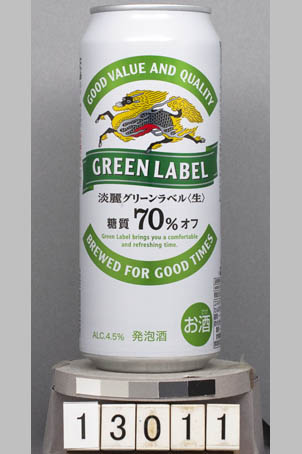 GOOD VALUE AND QUALITY
GREEN LABEL
淡麗グリーンラベル〈生〉
糖質70%オフ
Green Label brings you a comfortable
and refreshing time.
BREWED FOR GOOD TIMES
お酒
ALC.4.5% 発泡酒
13011